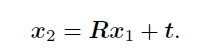 x₂ = Rx₁ + t.